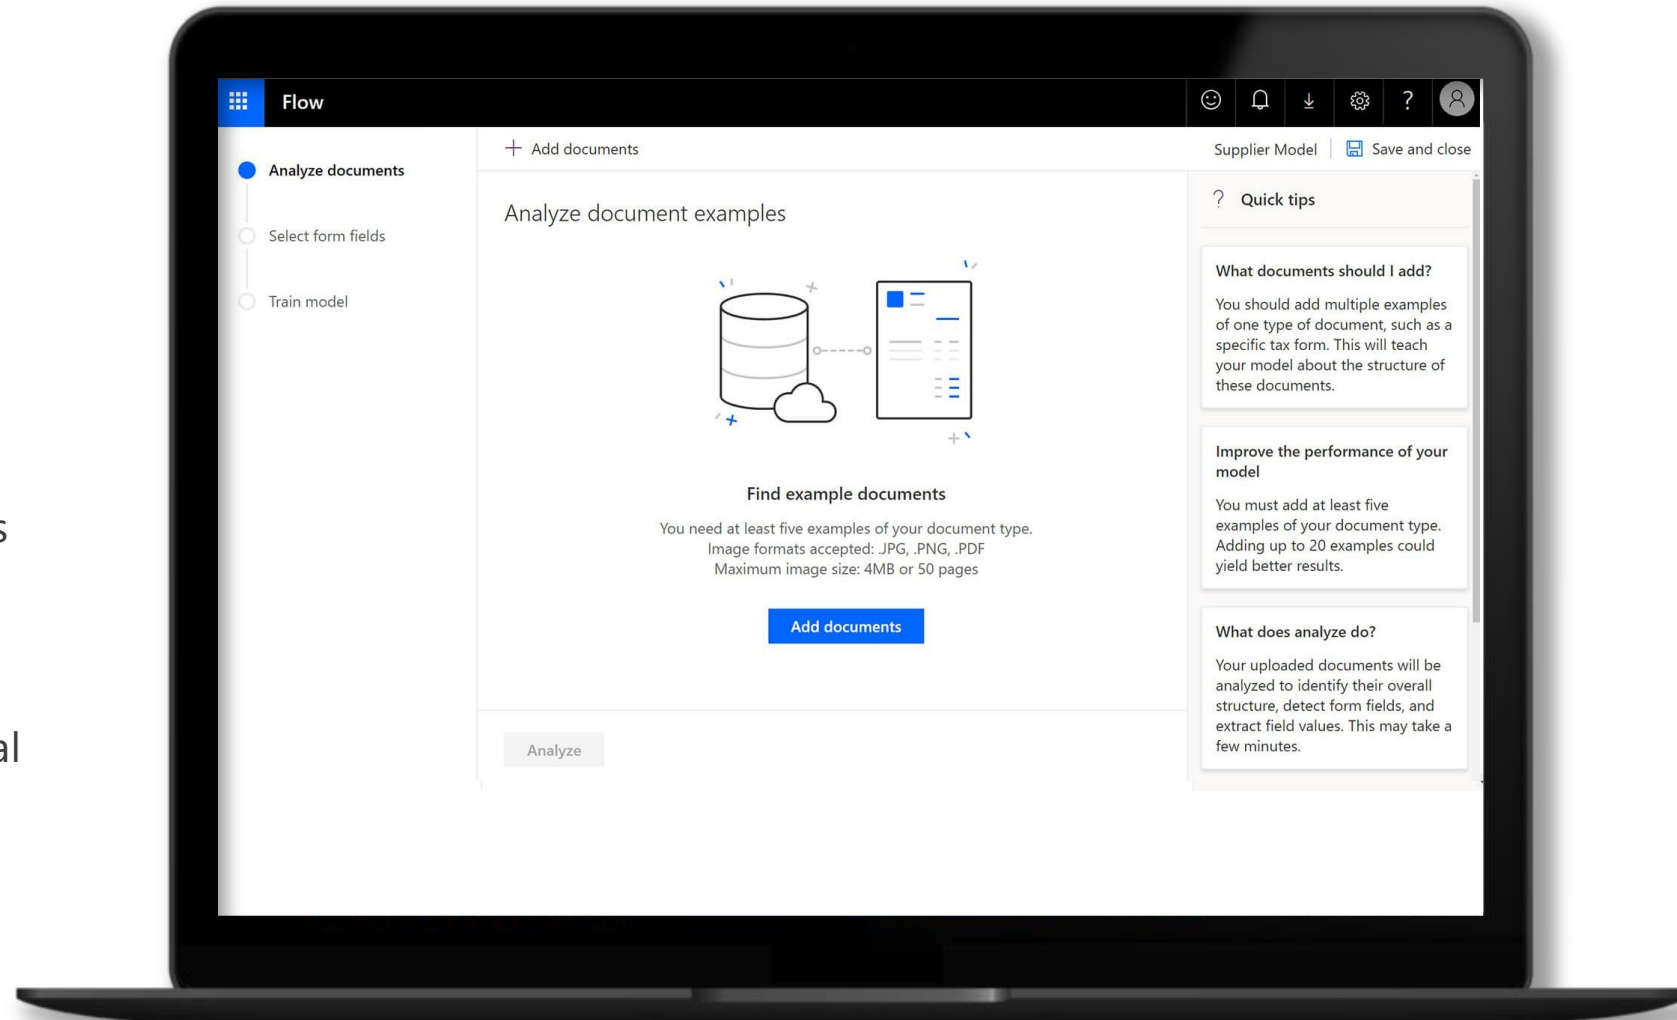 Flow
?
Analyze documents
Select form fields
Train model
+ Add documents
Supplier Model
Save and close
Analyze document examples
Find example documents
You need at least five examples of your document type.
Image formats accepted: .JPG, .PNG, .PDF
Maximum image size: 4MB or 50 pages
Add documents
Analyze
? Quick tips
What documents should I add?
You should add multiple examples
of one type of document, such as a
specific tax form. This will teach
your model about the structure of
these documents.
Improve the performance of your
model
You must add at least five
examples of your document type.
Adding up to 20 examples could
yield better results.
What does analyze do?
Your uploaded documents will be
analyzed to identify their overall
structure, detect form fields, and
extract field values. This may take a
few minutes.